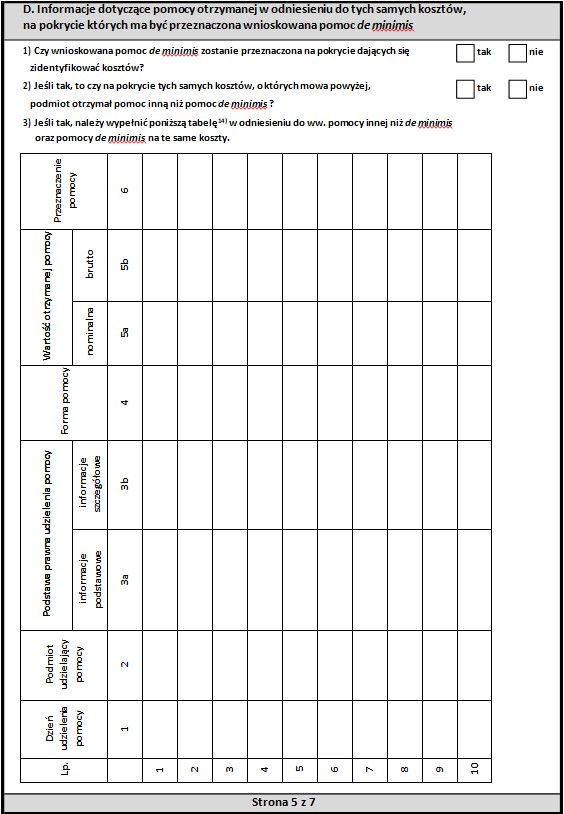 D. Informacje dotyczące pomocy otrzymanej w odniesieniu do tych samych kosztów,
na pokrycie których ma być przeznaczona wnioskowana pomoc de minimis
1) Czy wnioskowana pomoc de minimis zostanie przeznaczona na pokrycie dających się
zidentyfikować kosztów?
tak nie
2) Jeśli tak, to czy na pokrycie tych samych kosztów, o których mowa powyżej,
podmiot otrzymał pomoc inną niż pomoc de minimis ?
tak nie
3) Jeśli tak, należy wypełnić poniższą tabelę¹⁴⁾ w odniesieniu do ww. pomocy innej niż de minimis
oraz pomocy de minimis na te same koszty.
Lp.
Dzień
udzielenia
pomocy
Podmiot
udzielający
pomocy
Podstawa prawna udzielenia pomocy
informacje
podstawowe
informacje
szczegółowe
Forma pomocy
Wartość otrzymanej pomocy
nominalna
brutto
Przeznaczenie
pomocy
1 2 3a 3b 4 5a 5b 6
1
2
3
4
5
6
7
8
9
10
Strona 5 z 7